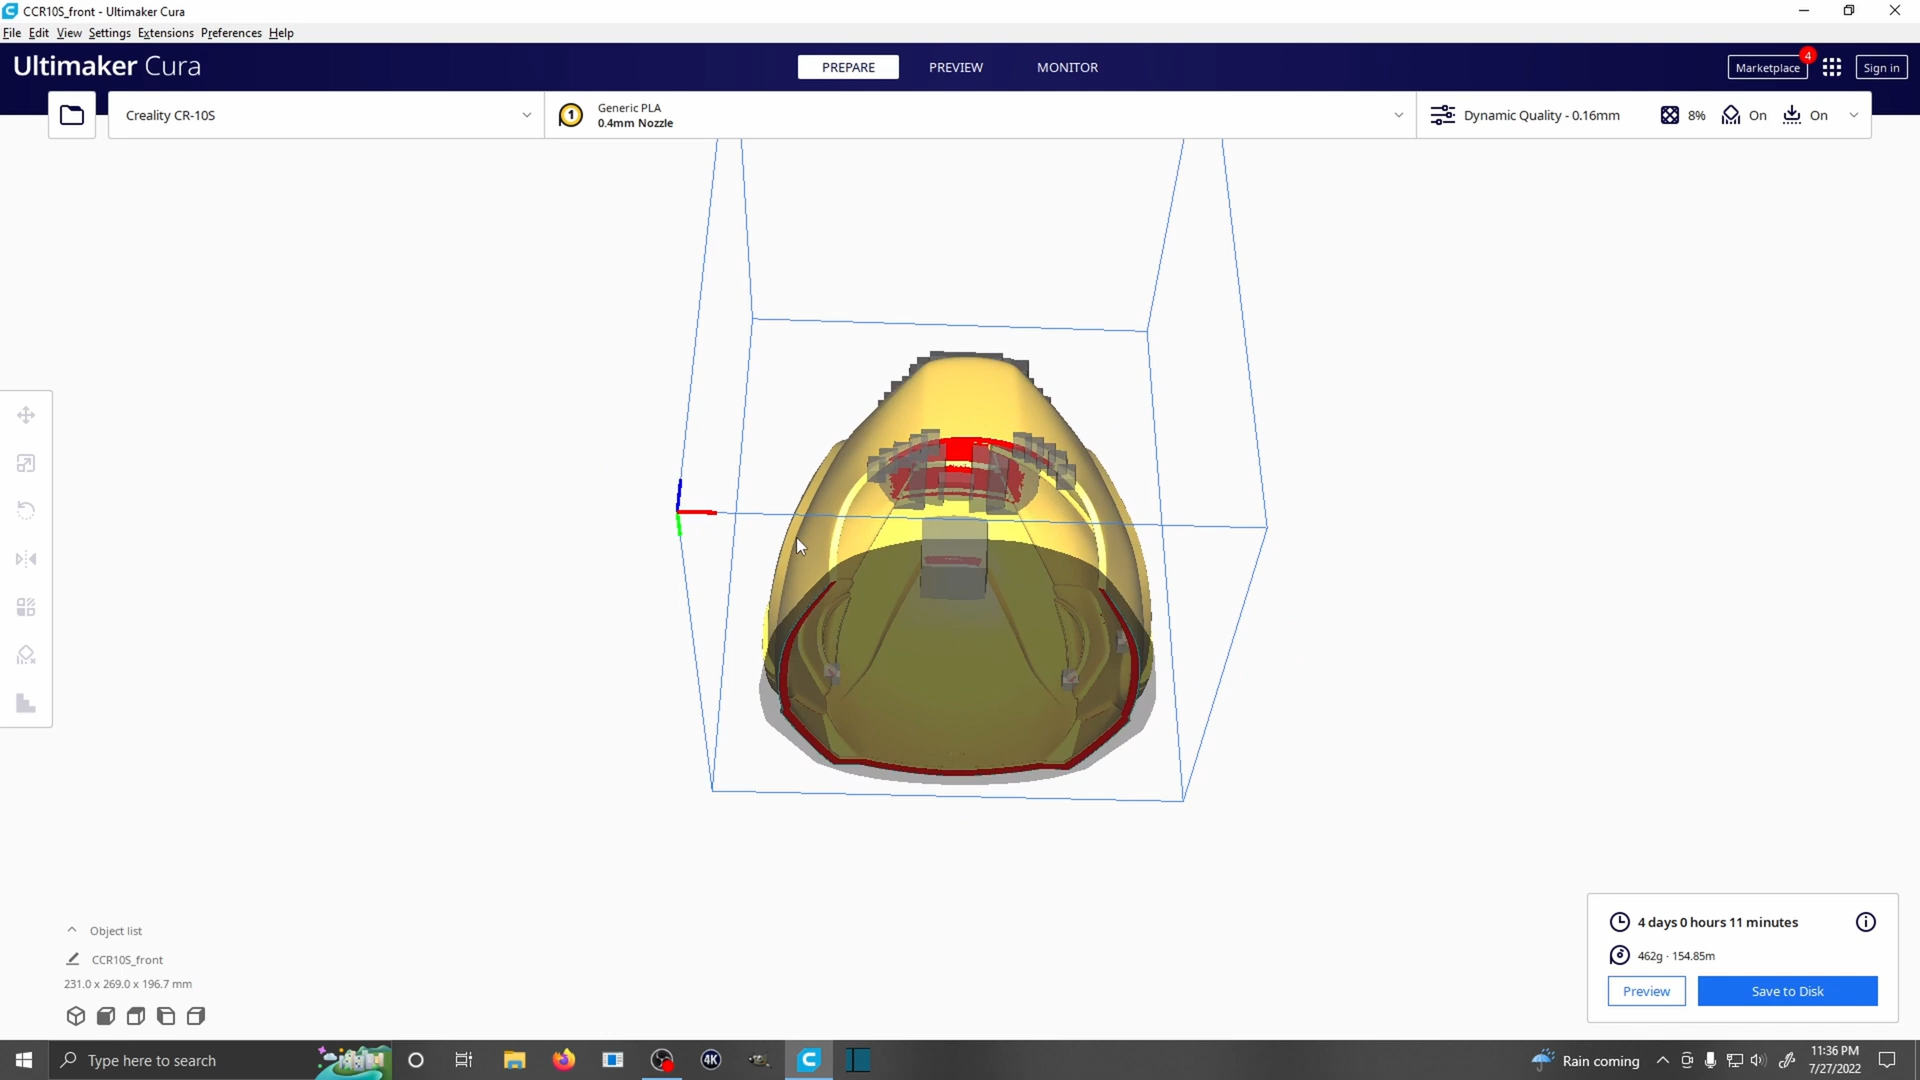 CCR10S_front - Ultimaker Cura
File Edit View Settings Extensions Preferences Help
Ultimaker Cura
PREPARE PREVIEW MONITOR
Marketplace 4 Sign in
Creality CR-10S
1 Generic PLA
0.4mm Nozzle
Dynamic Quality - 0.16mm 8% On On
Object list
CCR10S_front
231.0 x 269.0 x 196.7 mm
4 days 0 hours 11 minutes
462g · 154.85m
Preview Save to Disk
Type here to search
4K
Rain coming
11:36 PM
7/27/2022